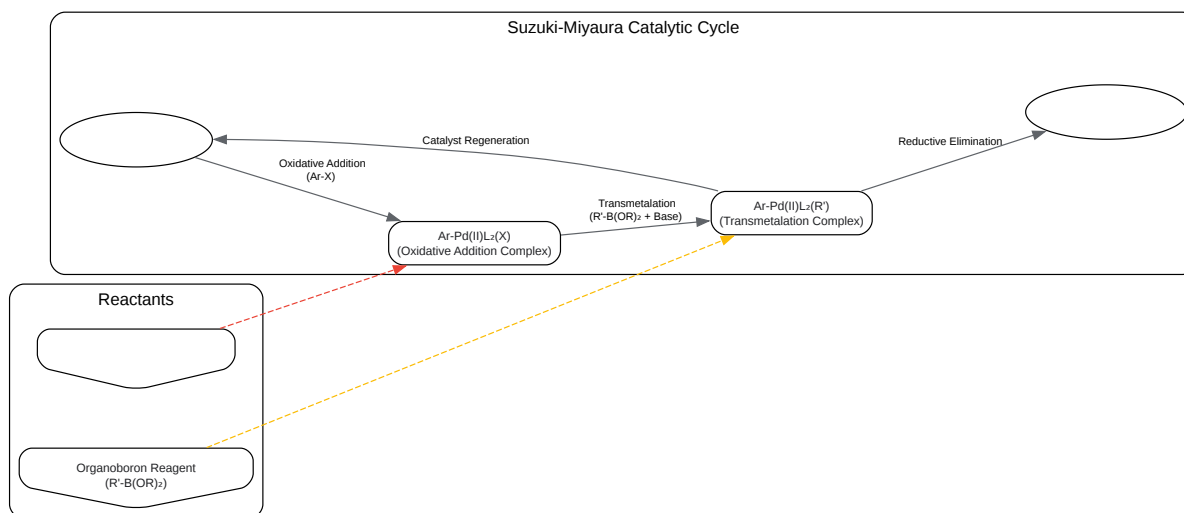 Suzuki-Miyaura Catalytic Cycle
Catalyst Regeneration
Reductive Elimination
Oxidative Addition
(Ar-X)
Transmetalation
(R'-B(OR)₂ + Base)
Ar-Pd(II)L₂(R')
(Transmetalation Complex)
Ar-Pd(II)L₂(X)
(Oxidative Addition Complex)
Reactants
Organoboron Reagent
(R'-B(OR)₂)